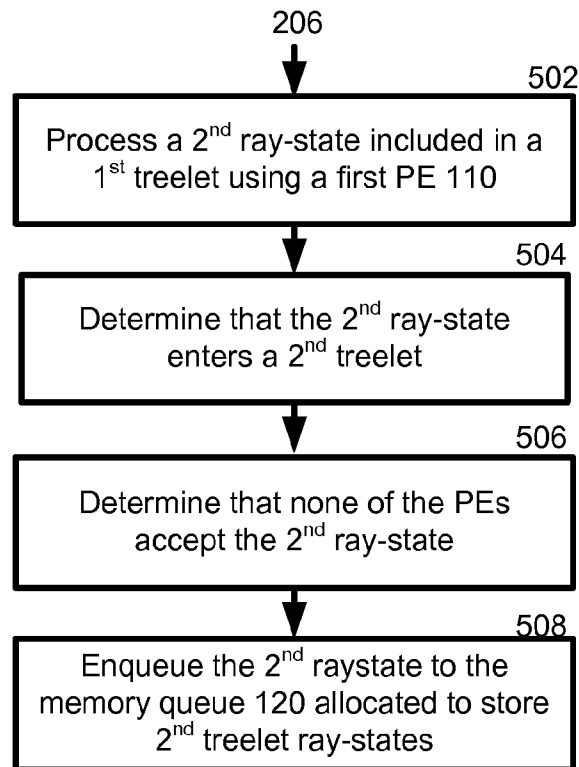 206
502
Process a 2nd ray-state included in a
1st treelet using a first PE 110
504
Determine that the 2nd ray-state
enters a 2nd treelet
506
Determine that none of the PEs
accept the 2nd ray-state
508
Enqueue the 2nd raystate to the
memory queue 120 allocated to store
2nd treelet ray-states